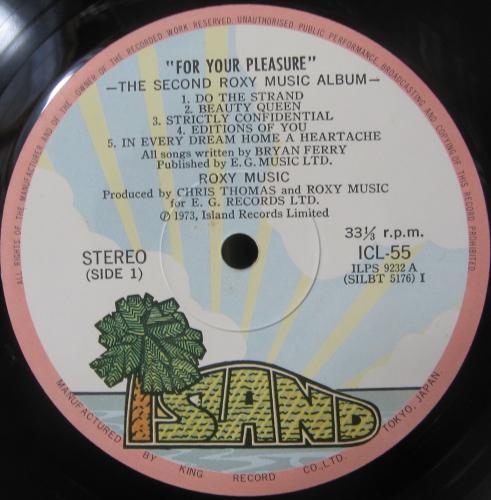 ALL RIGHTS OF THE MANUFACTURER AND OF THE OWNER OF THE RECORDED WORK RESERVED. UNAUTHORISED PUBLIC PERFORMANCE, BROADCASTING AND COPYING OF THIS RECORD PROHIBITED.
"FOR YOUR PLEASURE"
—THE SECOND ROXY MUSIC ALBUM—
1. DO THE STRAND
2. BEAUTY QUEEN
3. STRICTLY CONFIDENTIAL
4. EDITIONS OF YOU
5. IN EVERY DREAM HOME A HEARTACHE
All songs written by BRYAN FERRY
Published by E. G. MUSIC LTD.
ROXY MUSIC
Produced by CHRIS THOMAS and ROXY MUSIC
for E. G. RECORDS LTD.
℗ 1973, Island Records Limited
33⅓ r.p.m.
STEREO
(SIDE 1)
ICL-55
ILPS 9232 A
(SILBT 5176) I
ISLAND
MANUFACTURED BY KING RECORD CO., LTD. TOKYO, JAPAN